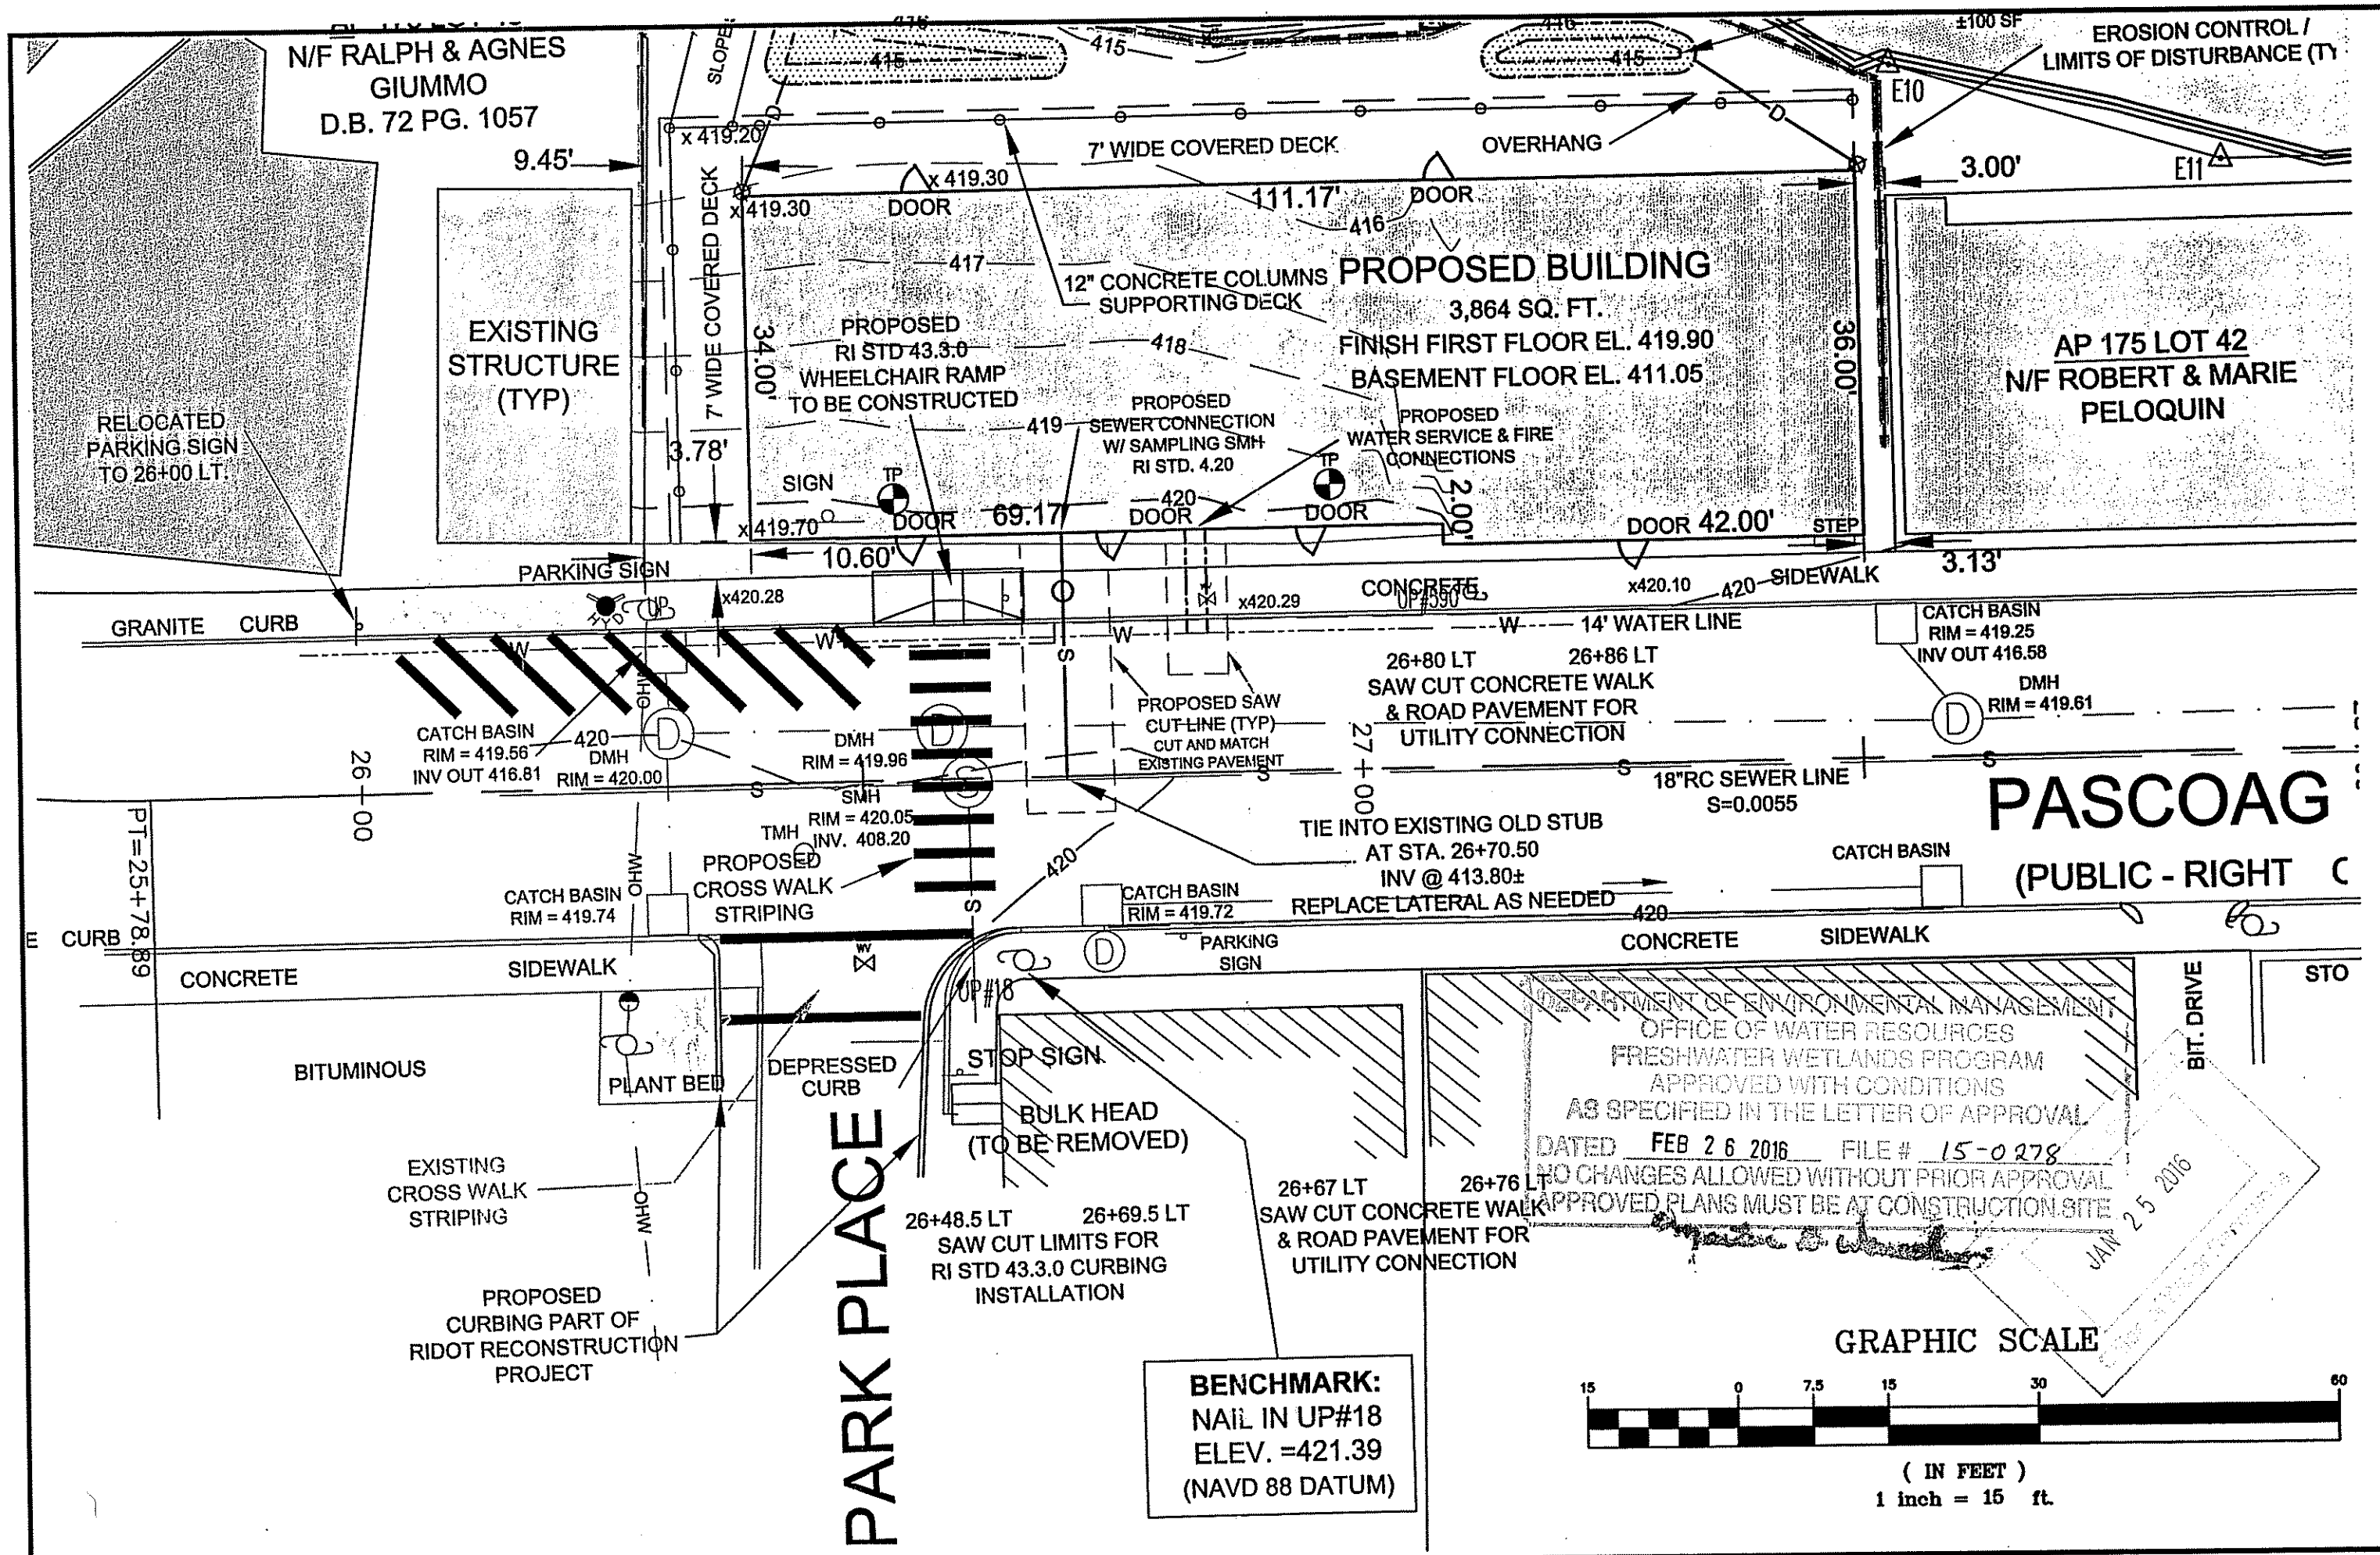 N/F RALPH & AGNES
GIUMMO
D.B. 72 PG. 1057
SLOPE
415
415
415
416
±100 SF
EROSION CONTROL /
LIMITS OF DISTURBANCE (TY
E10
E11
D
D
9.45'
x 419.20
7' WIDE COVERED DECK
OVERHANG
3.00'
x 419.30
x 419.30
DOOR
111.17'
DOOR
416
417
12" CONCRETE COLUMNS
SUPPORTING DECK
PROPOSED BUILDING
3,864 SQ. FT.
FINISH FIRST FLOOR EL. 419.90
BASEMENT FLOOR EL. 411.05
7' WIDE COVERED DECK
34.00'
36.00'
EXISTING
STRUCTURE
(TYP)
PROPOSED
RI STD 43.3.0
WHEELCHAIR RAMP
TO BE CONSTRUCTED
418
AP 175 LOT 42
N/F ROBERT & MARIE
PELOQUIN
RELOCATED
PARKING SIGN
TO 26+00 LT.
3.78'
419
PROPOSED
SEWER CONNECTION
W/ SAMPLING SMH
RI STD. 4.20
PROPOSED
WATER SERVICE & FIRE
CONNECTIONS
SIGN
TP
TP
420
2.00'
x 419.70
DOOR
69.17'
DOOR
DOOR
DOOR 42.00'
STEP
10.60'
3.13'
PARKING SIGN
x420.28
UP
HYD
x420.29
CONCRETE
UP#590
x420.10
420
SIDEWALK
GRANITE CURB
W
W
W
W
14' WATER LINE
CATCH BASIN
RIM = 419.25
INV OUT 416.58
26+80 LT 26+86 LT
SAW CUT CONCRETE WALK
& ROAD PAVEMENT FOR
UTILITY CONNECTION
PROPOSED SAW
CUT LINE (TYP)
CUT AND MATCH
EXISTING PAVEMENT
DMH
RIM = 419.61
D
D
D
S
OHW
CATCH BASIN
RIM = 419.56
INV OUT 416.81
420
DMH
RIM = 420.00
DMH
RIM = 419.96
S
26+00
27+00
S
S
S
18"RC SEWER LINE
S=0.0055
PASCOAG
(PUBLIC - RIGHT
PT=25+78.89
SMH
RIM = 420.05
INV. 408.20
TMH
PROPOSED
CROSS WALK
STRIPING
420
TIE INTO EXISTING OLD STUB
AT STA. 26+70.50
INV @ 413.80±
REPLACE LATERAL AS NEEDED
CATCH BASIN
OHW
CATCH BASIN
RIM = 419.74
S
CATCH BASIN
RIM = 419.72
420
E CURB
CONCRETE SIDEWALK
WV
D
PARKING
SIGN
CONCRETE SIDEWALK
UP#18
STO
BIT. DRIVE
BITUMINOUS
PLANT BED
DEPRESSED
CURB
STOP SIGN
BULK HEAD
(TO BE REMOVED)
DEPARTMENT OF ENVIRONMENTAL MANAGEMENT
OFFICE OF WATER RESOURCES
FRESHWATER WETLANDS PROGRAM
APPROVED WITH CONDITIONS
AS SPECIFIED IN THE LETTER OF APPROVAL
DATED FEB 26 2016 FILE # 15-0278
NO CHANGES ALLOWED WITHOUT PRIOR APPROVAL
APPROVED PLANS MUST BE AT CONSTRUCTION SITE
JAN 25 2016
EXISTING
CROSS WALK
STRIPING
OHW
PARK PLACE
26+48.5 LT 26+69.5 LT
SAW CUT LIMITS FOR
RI STD 43.3.0 CURBING
INSTALLATION
26+67 LT 26+76 LT
SAW CUT CONCRETE WALK
& ROAD PAVEMENT FOR
UTILITY CONNECTION
PROPOSED
CURBING PART OF
RIDOT RECONSTRUCTION
PROJECT
BENCHMARK:
NAIL IN UP#18
ELEV. =421.39
(NAVD 88 DATUM)
GRAPHIC SCALE
15 0 7.5 15 30 60
( IN FEET )
1 inch = 15 ft.